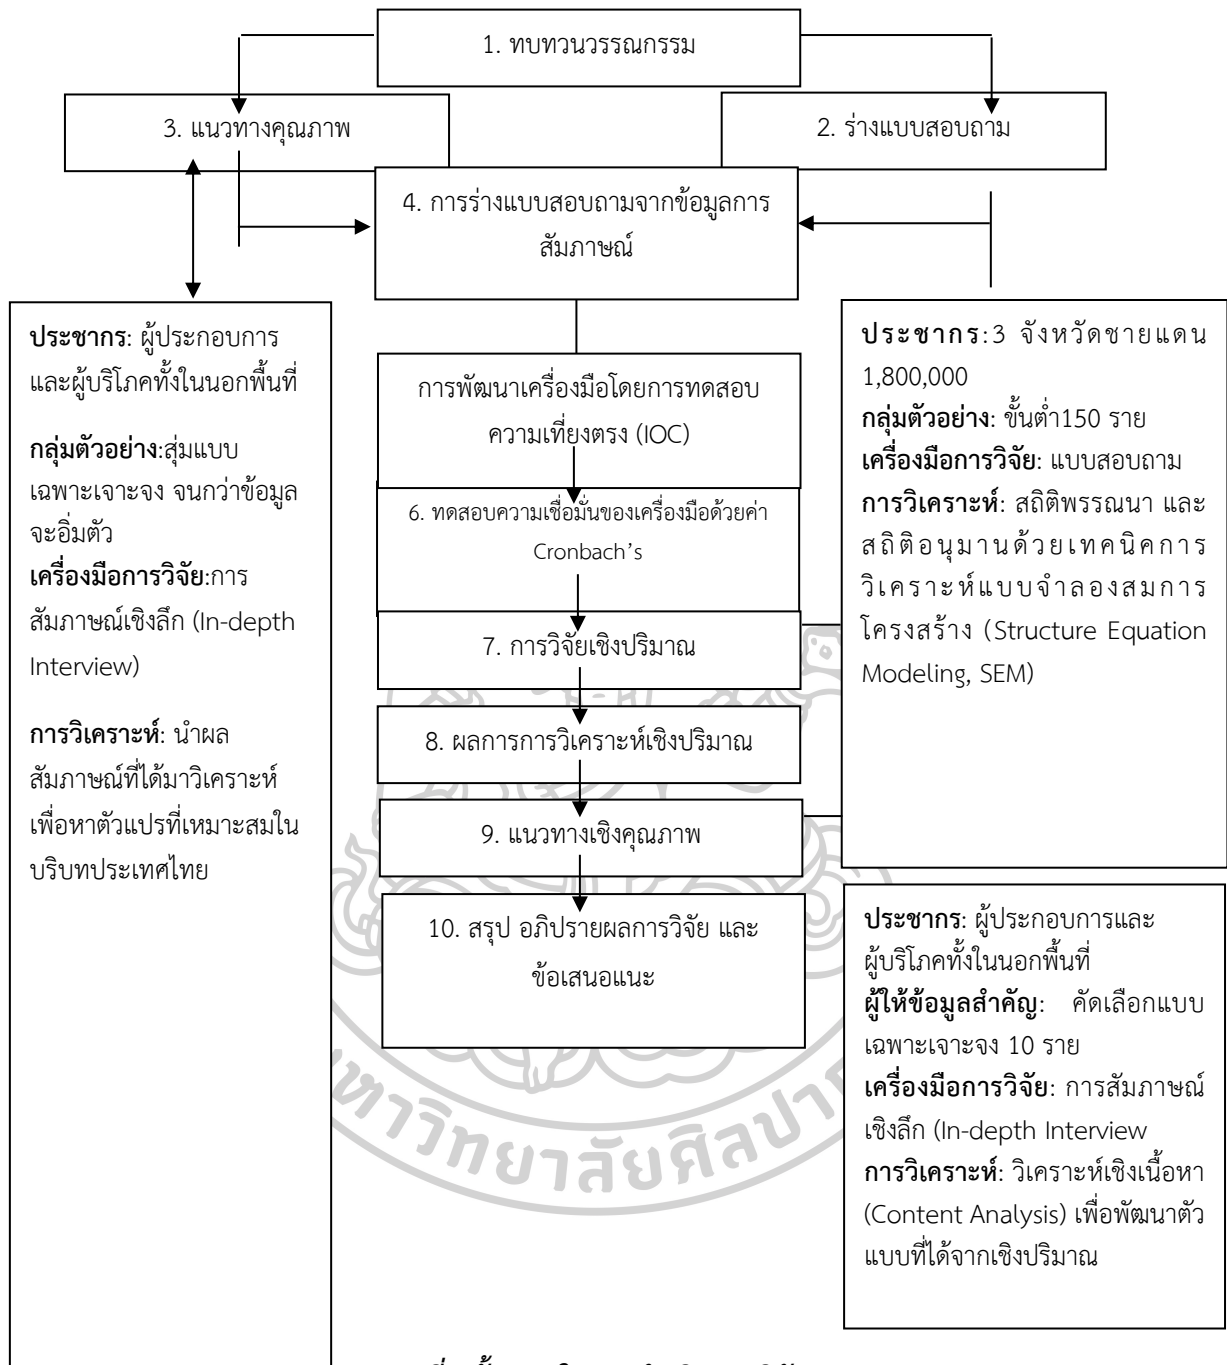 1. ทบทวนวรรณกรรม
3. แนวทางคุณภาพ
2. ร่างแบบสอบถาม
4. การร่างแบบสอบถามจากข้อมูลการ
สัมภาษณ์
ประชากร: ผู้ประกอบการ
และผู้บริโภคทั้งในนอกพื้นที่
กลุ่มตัวอย่าง:สุ่มแบบ
เฉพาะเจาะจง จนกว่าข้อมูล
จะอิ่มตัว
เครื่องมือการวิจัย:การ
สัมภาษณ์เชิงลึก (In-depth
Interview)
การวิเคราะห์: นำผล
สัมภาษณ์ที่ได้มาวิเคราะห์
เพื่อหาตัวแปรที่เหมาะสมใน
บริบทประเทศไทย
การพัฒนาเครื่องมือโดยการทดสอบ
ความเที่ยงตรง (IOC)
6. ทดสอบความเชื่อมั่นของเครื่องมือด้วยค่า
Cronbach’s
7. การวิจัยเชิงปริมาณ
8. ผลการการวิเคราะห์เชิงปริมาณ
9. แนวทางเชิงคุณภาพ
10. สรุป อภิปรายผลการวิจัย และ
ข้อเสนอแนะ
ประชากร:3 จังหวัดชายแดน
1,800,000
กลุ่มตัวอย่าง: ขั้นต่ำ150 ราย
เครื่องมือการวิจัย: แบบสอบถาม
การวิเคราะห์: สถิติพรรณนา และ
สถิติอนุมานด้วยเทคนิคการ
วิเคราะห์แบบจำลองสมการ
โครงสร้าง (Structure Equation
Modeling, SEM)
ประชากร: ผู้ประกอบการและ
ผู้บริโภคทั้งในนอกพื้นที่
ผู้ให้ข้อมูลสำคัญ: คัดเลือกแบบ
เฉพาะเจาะจง 10 ราย
เครื่องมือการวิจัย: การสัมภาษณ์
เชิงลึก (In-depth Interview
การวิเคราะห์: วิเคราะห์เชิงเนื้อหา
(Content Analysis) เพื่อพัฒนาตัว
แบบที่ได้จากเชิงปริมาณ